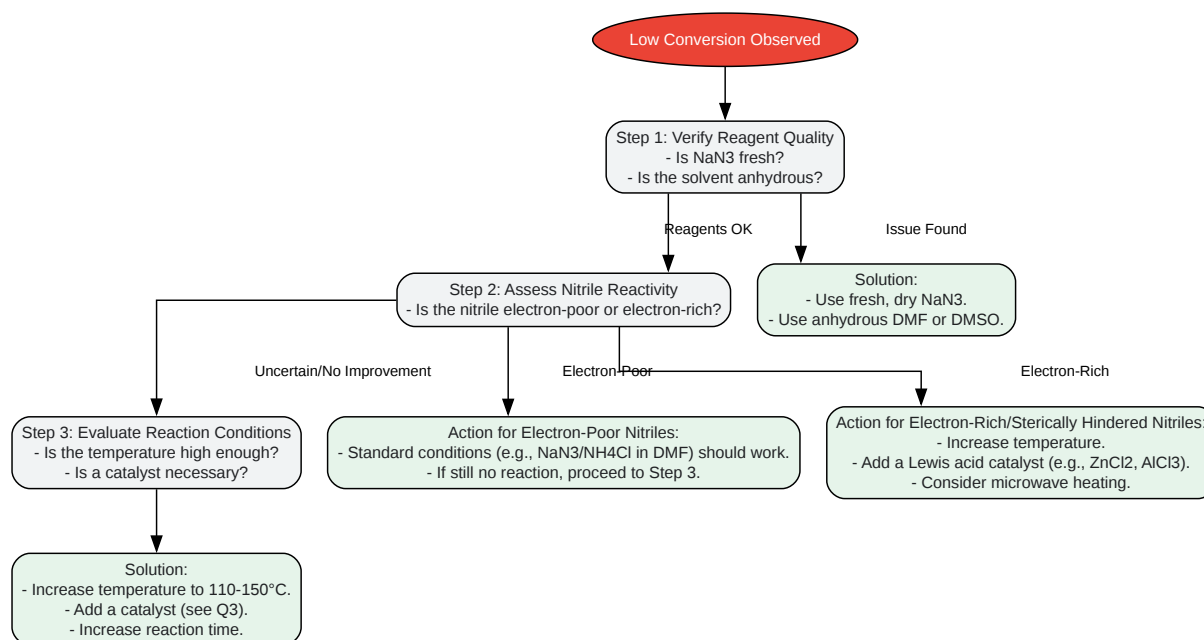 Low Conversion Observed
Step 1: Verify Reagent Quality
- Is NaN3 fresh?
- Is the solvent anhydrous?
Reagents OK
Issue Found
Step 2: Assess Nitrile Reactivity
- Is the nitrile electron-poor or electron-rich?
Solution:
- Use fresh, dry NaN3.
- Use anhydrous DMF or DMSO.
Uncertain/No Improvement
Electron-Poor
Electron-Rich
Step 3: Evaluate Reaction Conditions
- Is the temperature high enough?
- Is a catalyst necessary?
Action for Electron-Poor Nitriles:
- Standard conditions (e.g., NaN3/NH4Cl in DMF) should work.
- If still no reaction, proceed to Step 3.
Action for Electron-Rich/Sterically Hindered Nitriles:
- Increase temperature.
- Add a Lewis acid catalyst (e.g., ZnCl2, AlCl3).
- Consider microwave heating.
Solution:
- Increase temperature to 110-150°C.
- Add a catalyst (see Q3).
- Increase reaction time.